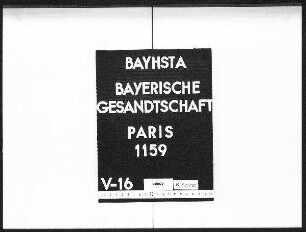 BAYHSTA
BAYERISCHE
GESANDTSCHAFT
PARIS
1159
V-16